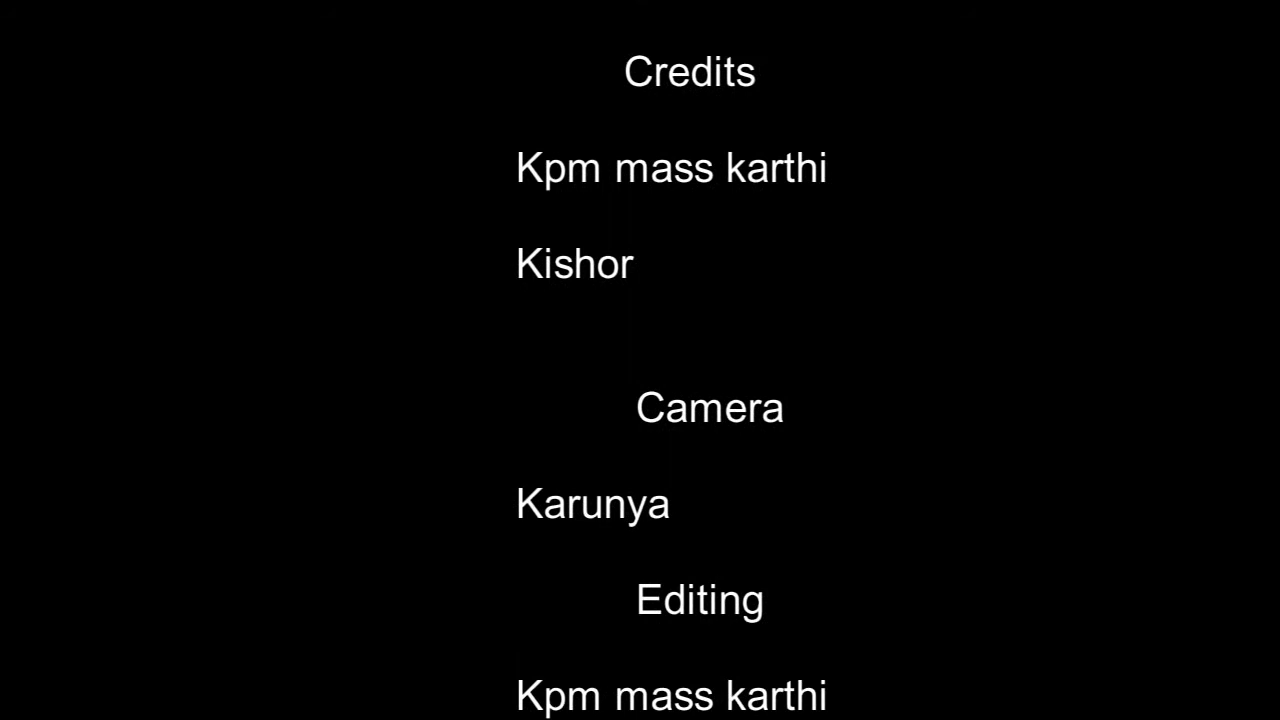 Credits
Kpm mass karthi
Kishor
Camera
Karunya
Editing
Kpm mass karthi